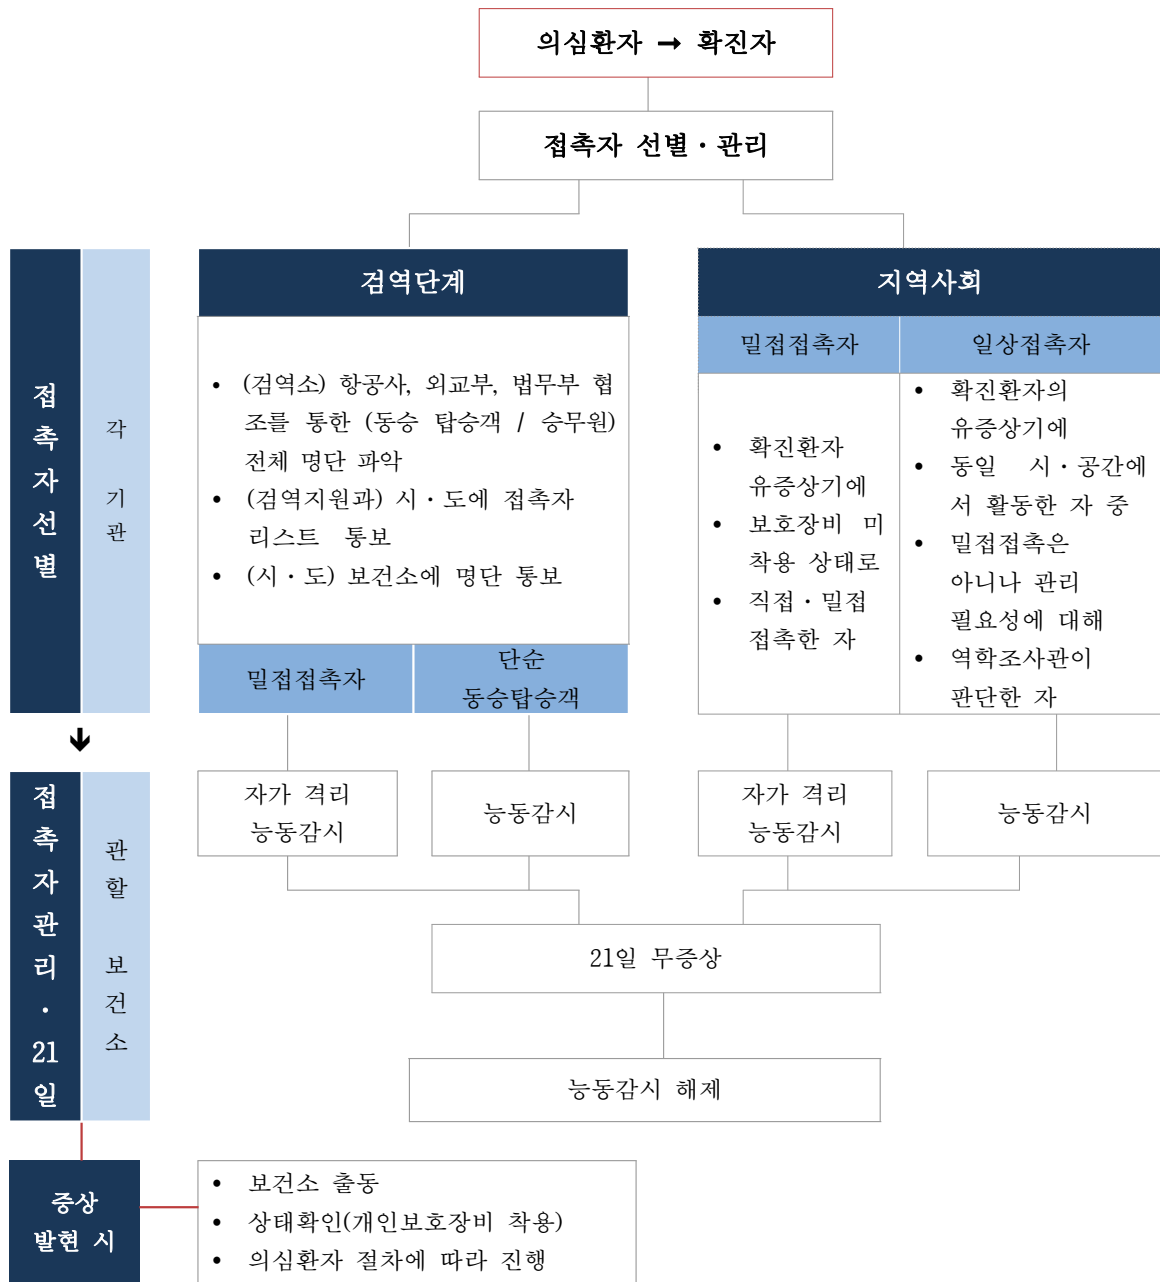 의심환자 → 확진자
접촉자 선별·관리
접촉자선별
각 기관
검역단계
• (검역소) 항공사, 외교부, 법무부 협
조를 통한 (동승 탑승객 / 승무원)
전체 명단 파악
• (검역지원과) 시·도에 접촉자
리스트 통보
• (시·도) 보건소에 명단 통보
밀접접촉자
단순
동승탑승객
지역사회
밀접접촉자
• 확진환자
유증상기에
• 보호장비 미
착용 상태로
• 직접·밀접
접촉한 자
일상접촉자
• 확진환자의
유증상기에
• 동일 시·공간에
서 활동한 자 중
• 밀접접촉은
아니나 관리
필요성에 대해
• 역학조사관이
판단한 자
↓
접촉자관리·21일
관할 보건소
자가 격리
능동감시
능동감시
자가 격리
능동감시
능동감시
21일 무증상
능동감시 해제
증상
발현 시
• 보건소 출동
• 상태확인(개인보호장비 착용)
• 의심환자 절차에 따라 진행